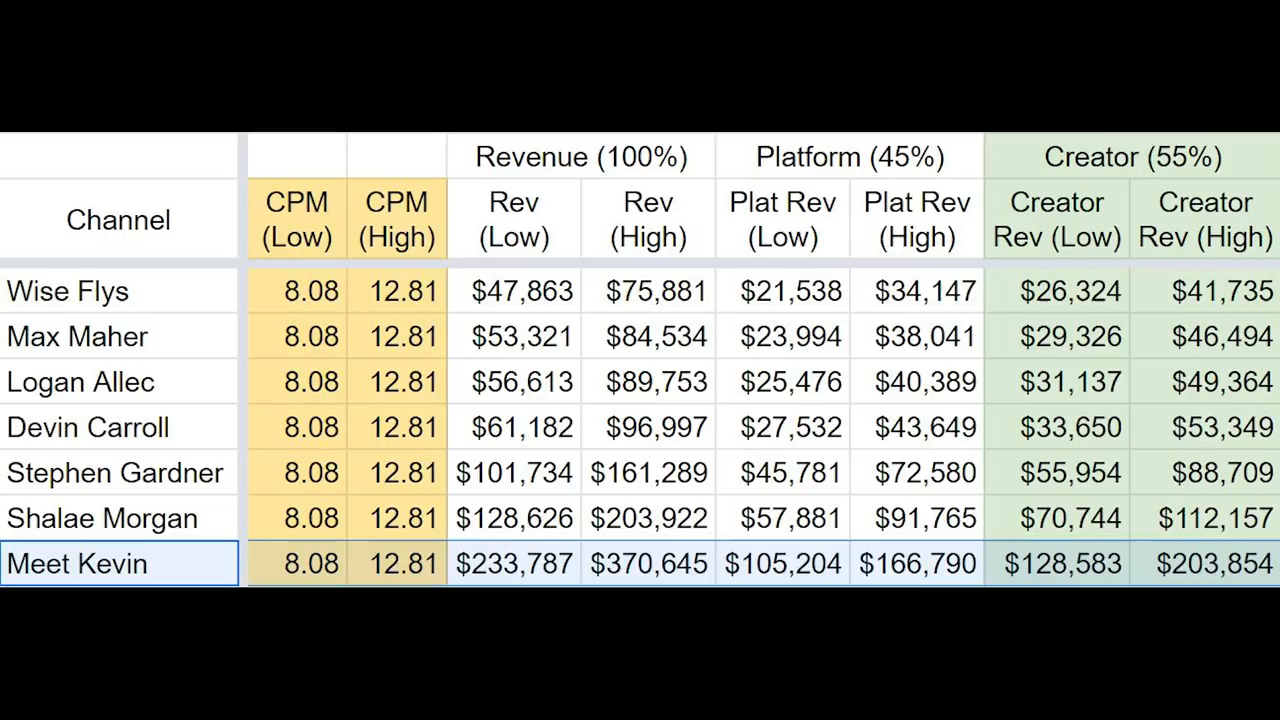 Revenue (100%) Platform (45%) Creator (55%)
Channel CPM (Low) CPM (High) Rev (Low) Rev (High) Plat Rev (Low) Plat Rev (High) Creator Rev (Low) Creator Rev (High)
Wise Flys 8.08 12.81 $47,863 $75,881 $21,538 $34,147 $26,324 $41,735
Max Maher 8.08 12.81 $53,321 $84,534 $23,994 $38,041 $29,326 $46,494
Logan Allec 8.08 12.81 $56,613 $89,753 $25,476 $40,389 $31,137 $49,364
Devin Carroll 8.08 12.81 $61,182 $96,997 $27,532 $43,649 $33,650 $53,349
Stephen Gardner 8.08 12.81 $101,734 $161,289 $45,781 $72,580 $55,954 $88,709
Shalae Morgan 8.08 12.81 $128,626 $203,922 $57,881 $91,765 $70,744 $112,157
Meet Kevin 8.08 12.81 $233,787 $370,645 $105,204 $166,790 $128,583 $203,854